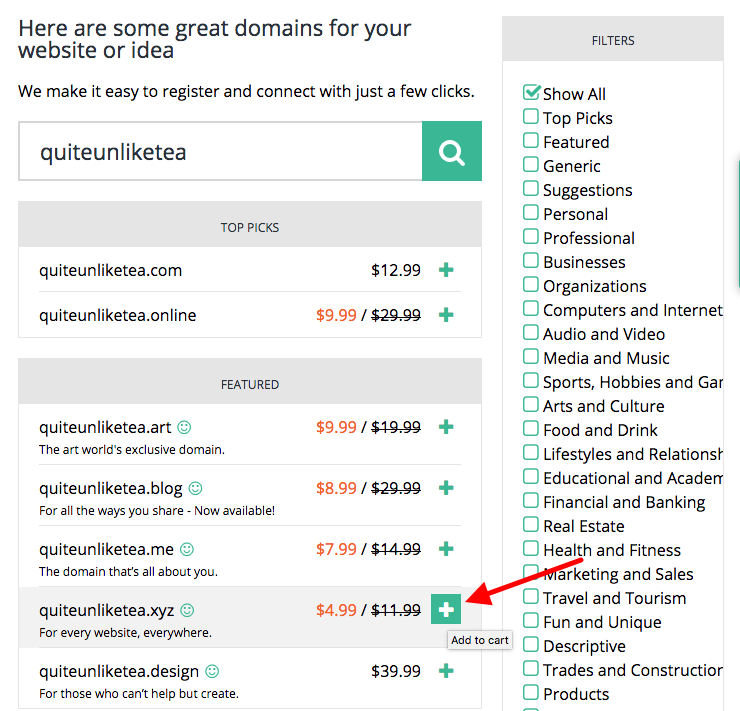 Here are some great domains for your
website or idea
We make it easy to register and connect with just a few clicks.
quiteunliketea
TOP PICKS
quiteunliketea.com $12.99
quiteunliketea.online $9.99 / $29.99
FEATURED
quiteunliketea.art $9.99 / $19.99
The art world's exclusive domain.
quiteunliketea.blog $8.99 / $29.99
For all the ways you share - Now available!
quiteunliketea.me $7.99 / $14.99
The domain that’s all about you.
quiteunliketea.xyz $4.99 / $11.99
For every website, everywhere.
Add to cart
quiteunliketea.design $39.99
For those who can’t help but create.
FILTERS
Show All
Top Picks
Featured
Generic
Suggestions
Personal
Professional
Businesses
Organizations
Computers and Internet
Audio and Video
Media and Music
Sports, Hobbies and Gar
Arts and Culture
Food and Drink
Lifestyles and Relationsh
Educational and Academ
Financial and Banking
Real Estate
Health and Fitness
Marketing and Sales
Travel and Tourism
Fun and Unique
Descriptive
Trades and Construction
Products